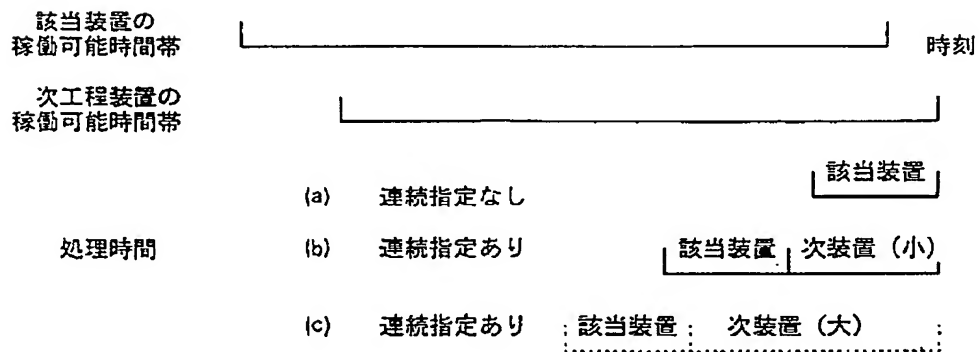 該当装置の
稼働可能時間帯
時刻
次工程装置の
稼働可能時間帯
該当装置
(a) 連続指定なし
処理時間 (b) 連続指定あり 該当装置 次装置（小）
(c) 連続指定あり 該当装置 次装置（大）